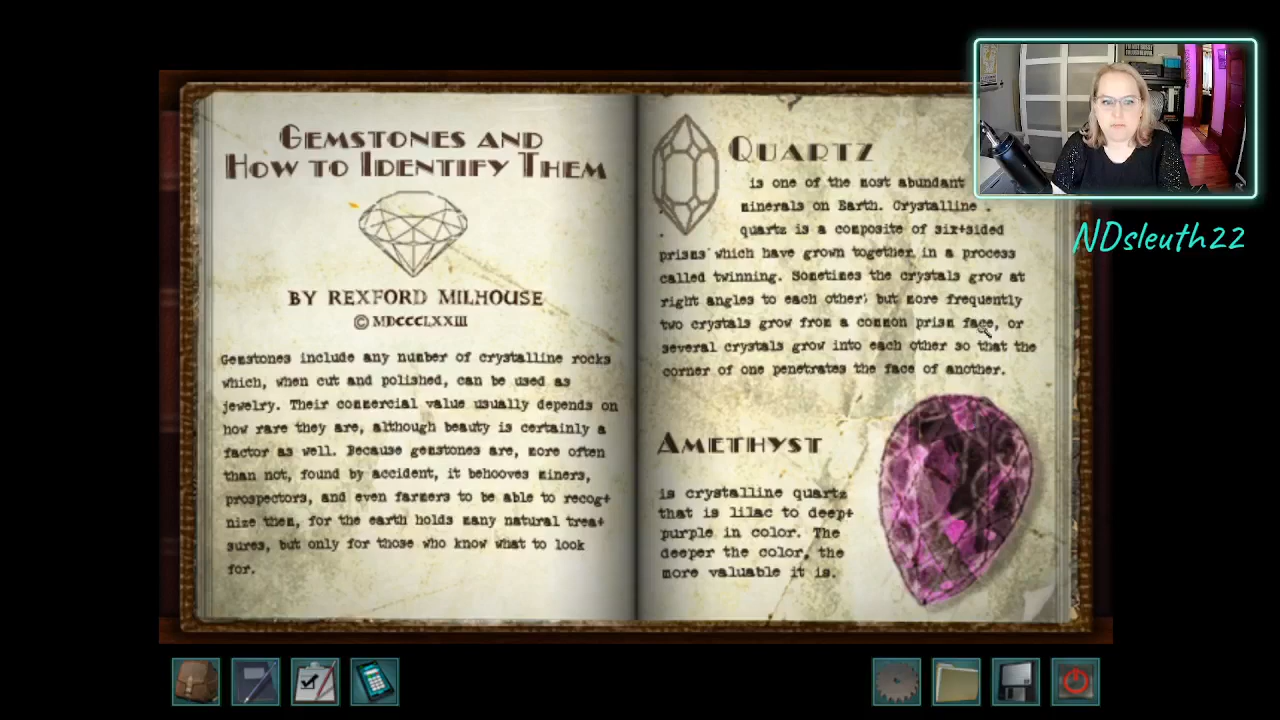 GEMSTONES AND
HOW TO IDENTIFY THEM
BY REXFORD MILHOUSE
© MDCCCLXXIII
Gemstones include any number of crystalline rocks
which, when cut and polished, can be used as
jewelry. Their commercial value usually depends on
how rare they are, although beauty is certainly a
factor as well. Because gemstones are, more often
than not, found by accident, it behooves miners,
prospectors, and even farmers to be able to recog+
nize them, for the earth holds many natural trea+
sures, but only for those who know what to look
for.
QUARTZ
is one of the most abundant
minerals on Earth. Crystalline
quartz is a composite of six+sided
prisms which have grown together in a process
called twinning. Sometimes the crystals grow at
right angles to each other; but more frequently
two crystals grow from a common prism face, or
several crystals grow into each other so that the
corner of one penetrates the face of another.
AMETHYST
is crystalline quartz
that is lilac to deep+
purple in color. The
deeper the color, the
more valuable it is.
NDsleuth22